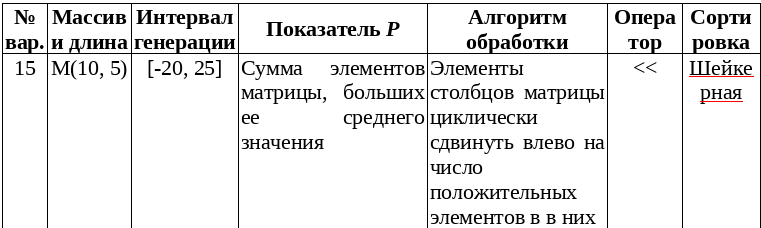 № вар. Массив и длина Интервал генерации Показатель P Алгоритм обработки Опера тор Сорти ровка
15 М(10, 5) [-20, 25] Сумма элементов Элементы << Шейке
матрицы, больших столбцов матрицы рная
ее среднего циклически
значения сдвинуть влево на
число
положительных
элементов в в них